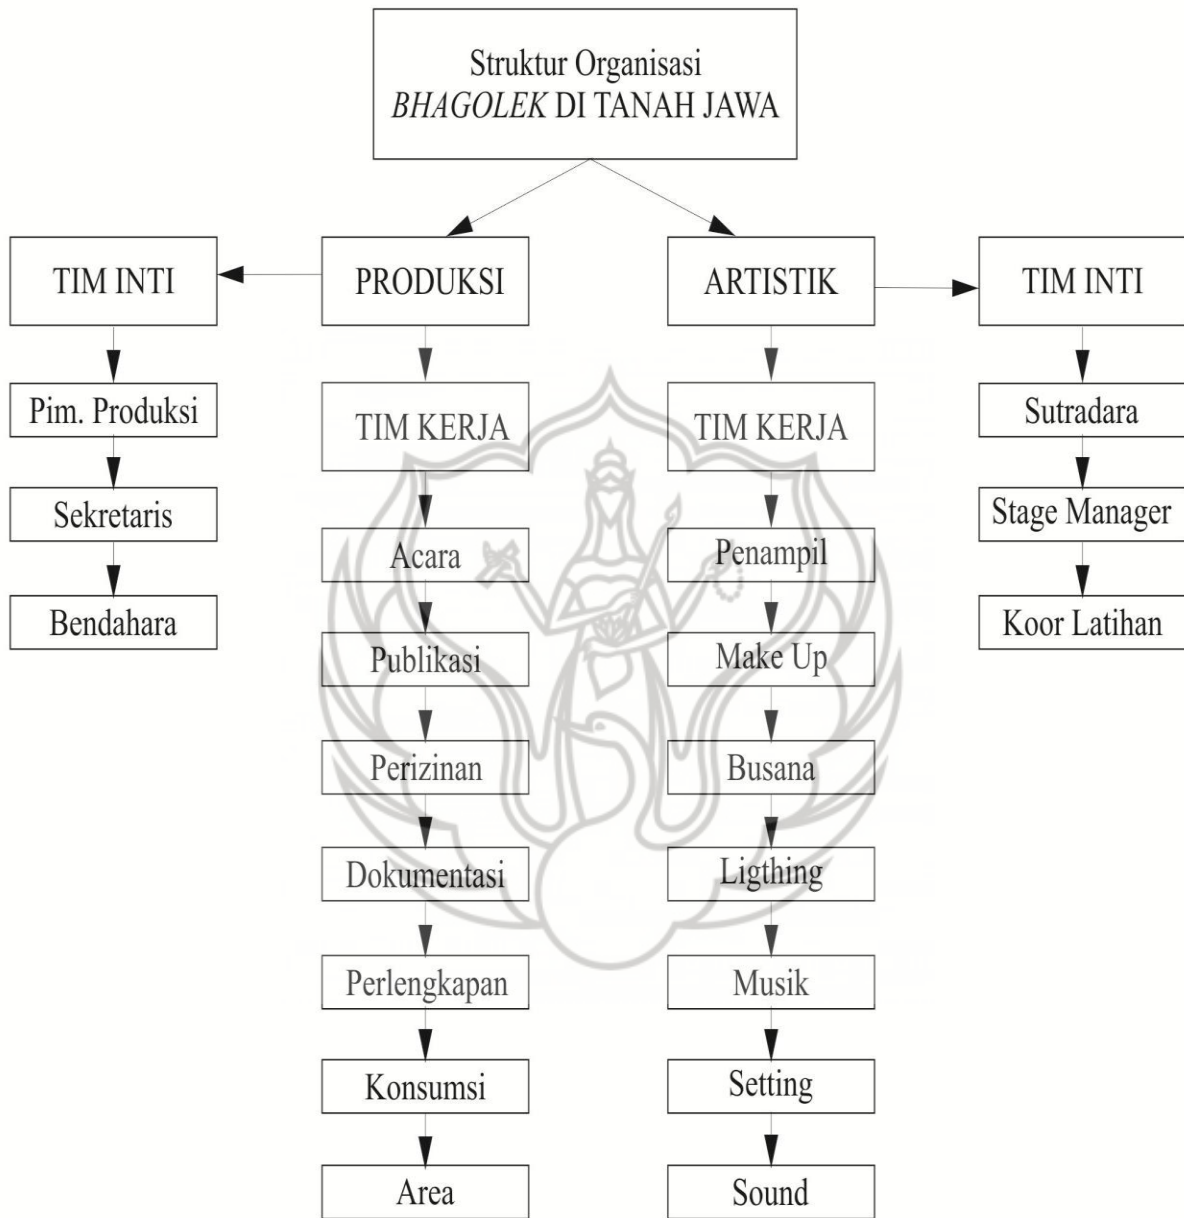 Struktur Organisasi
BHAGOLEK DI TANAH JAWA
TIM INTI
PRODUKSI
ARTISTIK
TIM INTI
Pim. Produksi
TIM KERJA
TIM KERJA
Sutradara
Sekretaris
Acara
Penampil
Stage Manager
Bendahara
Publikasi
Make Up
Koor Latihan
Perizinan
Busana
Dokumentasi
Ligthing
Perlengkapan
Musik
Konsumsi
Setting
Area
Sound